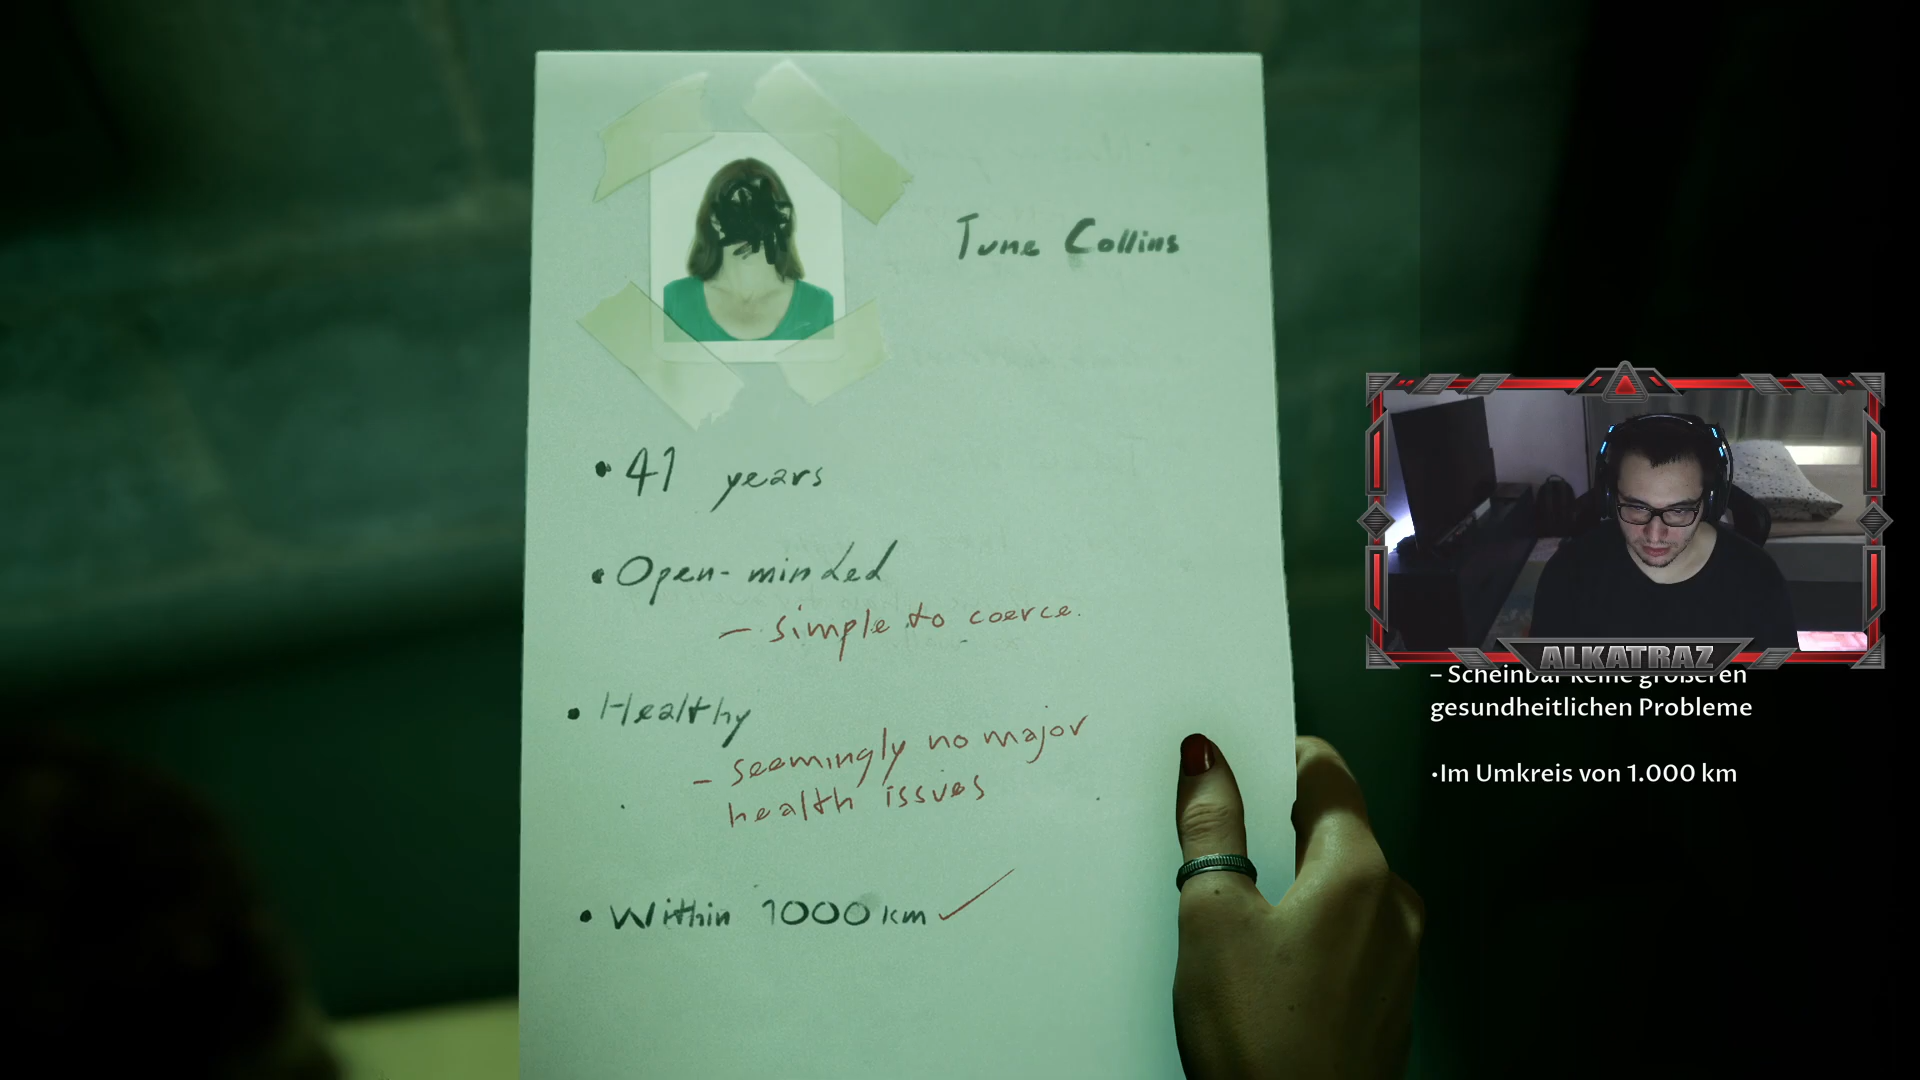 Tune Collins
• 41 years
• Open-minded
- simple to coerce.
• Healthy
- seemingly no major
health issues
• Within 1000 km
ALKATRAZ
– Scheinbar keine größeren
gesundheitlichen Probleme
•Im Umkreis von 1.000 km